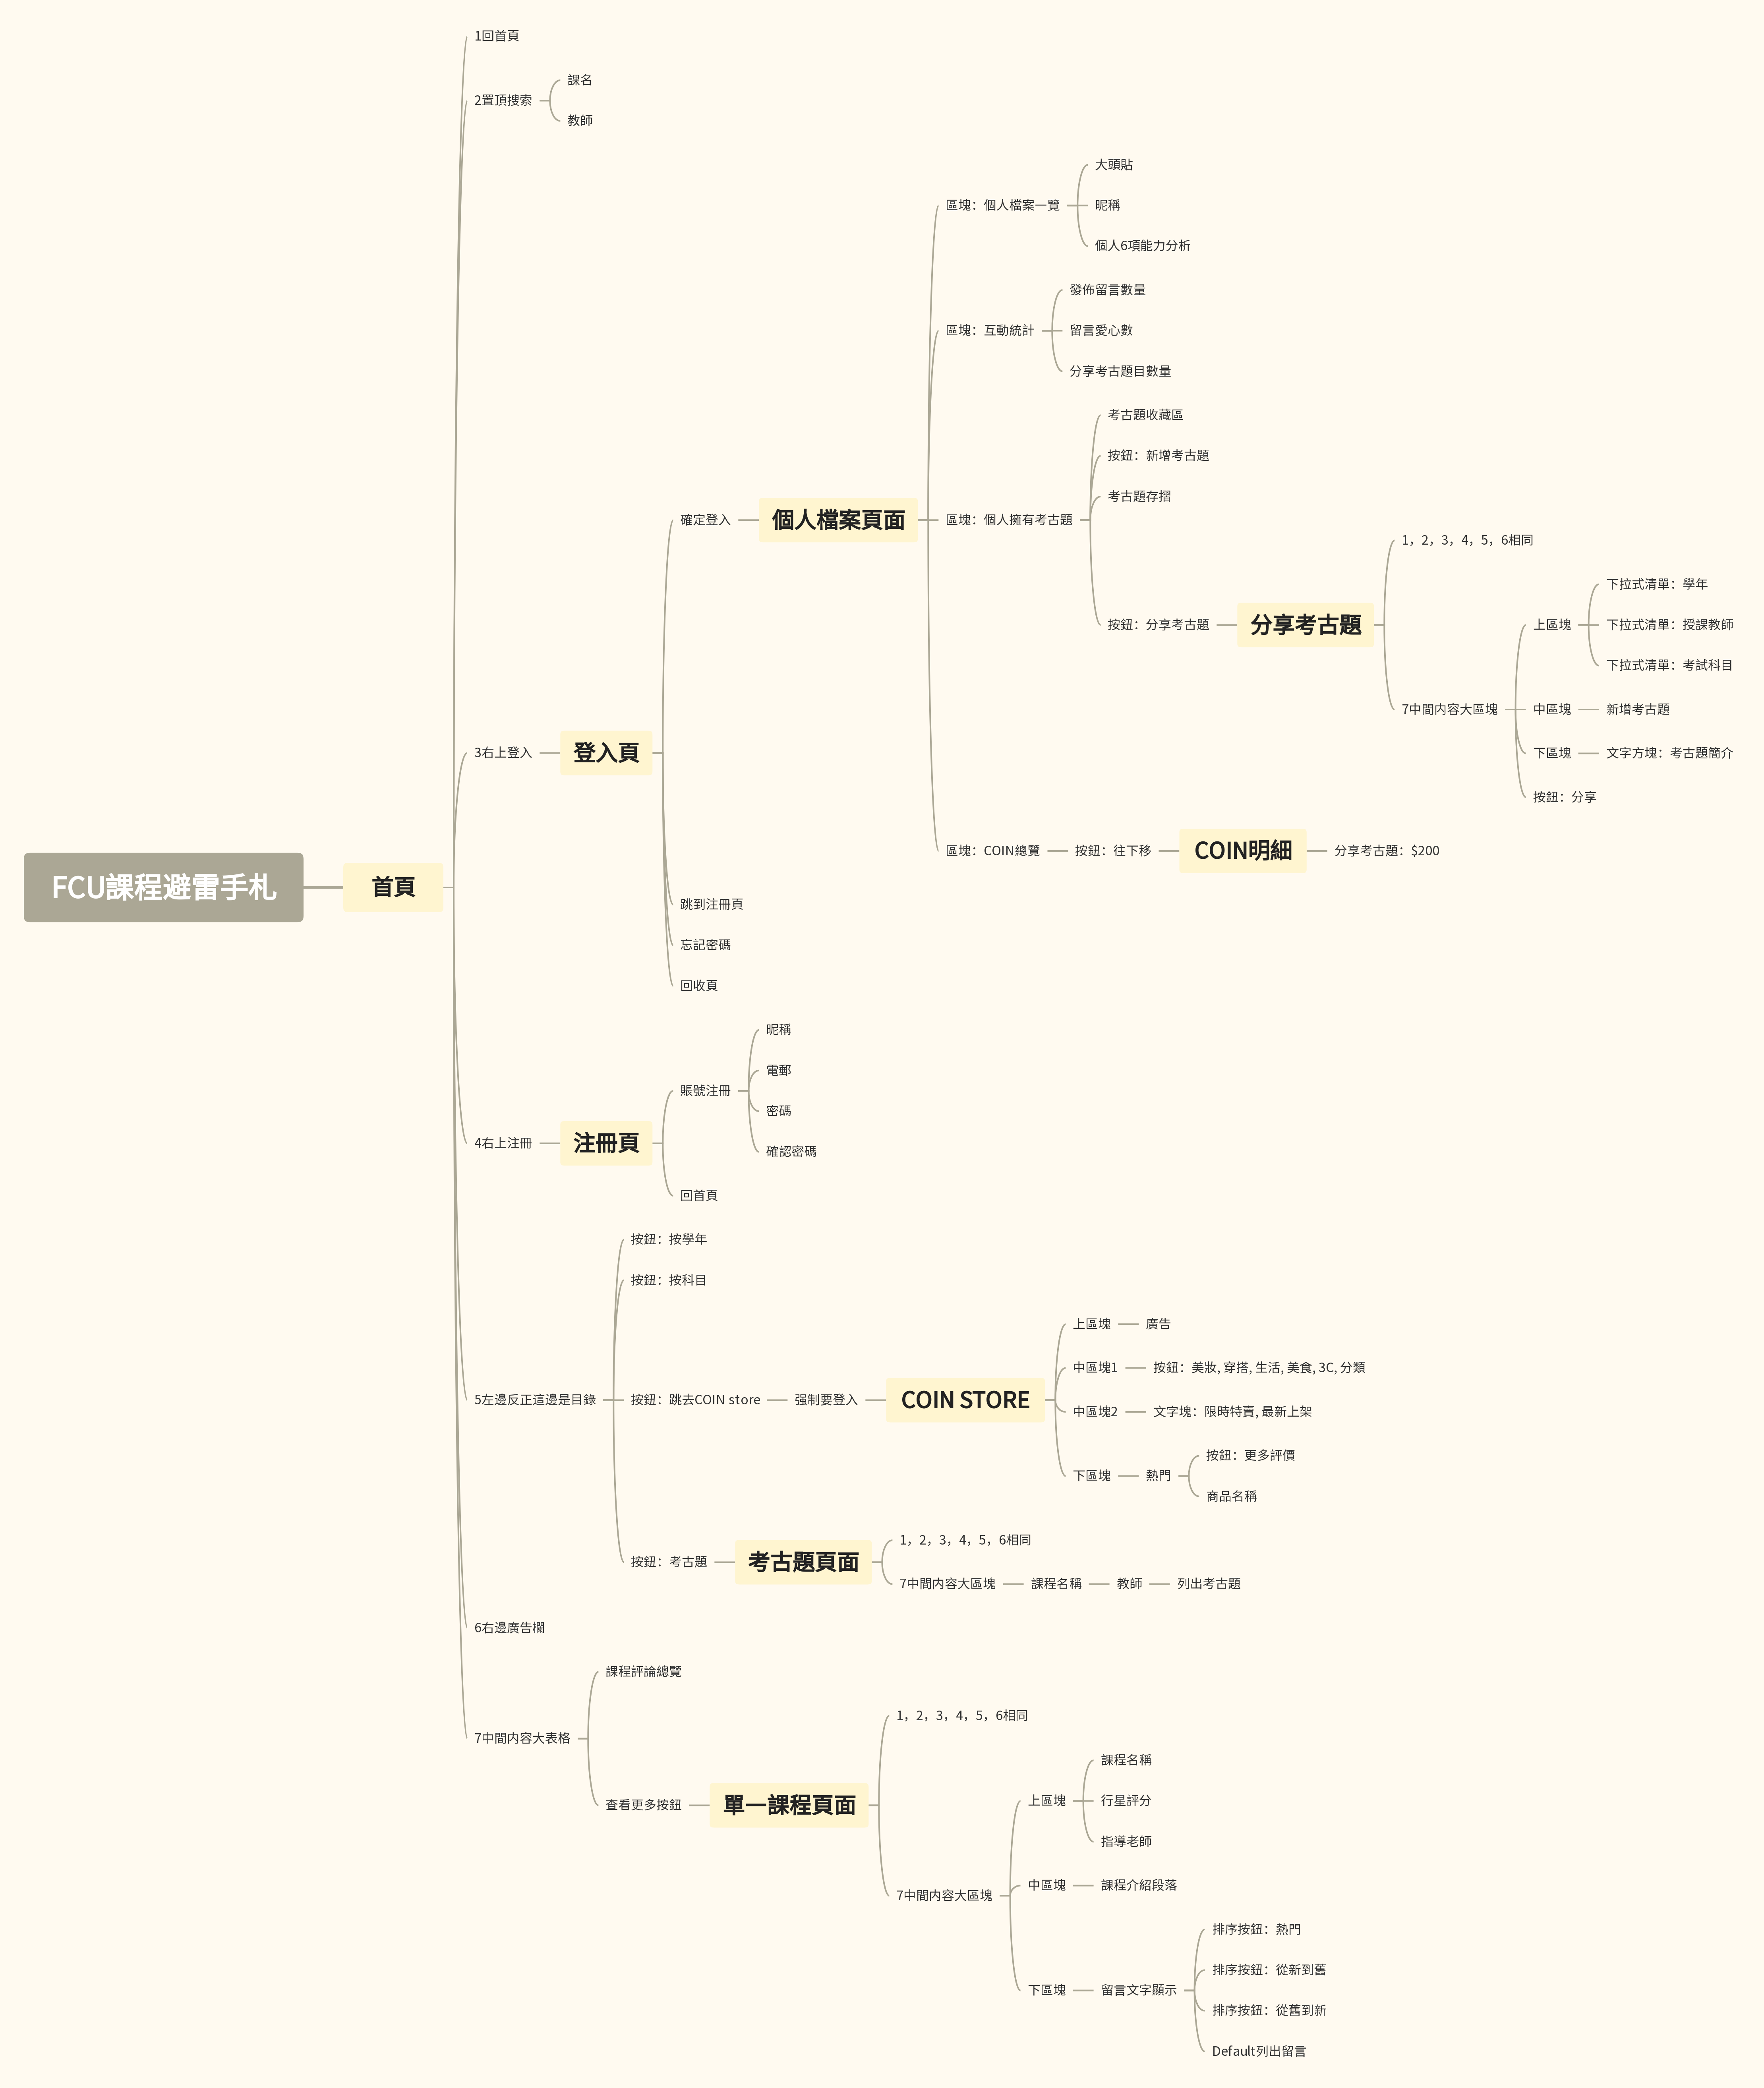 FCU課程避雷手札
首頁
1回首頁
2置頂搜索
課名
教師
3右上登入
登入頁
確定登入
個人檔案頁面
區塊：個人檔案一覽
大頭貼
昵稱
個人6項能力分析
區塊：互動統計
發佈留言數量
留言愛心數
分享考古題目數量
區塊：個人擁有考古題
考古題收藏區
按鈕：新增考古題
考古題存摺
按鈕：分享考古題
分享考古題
1，2，3，4，5，6相同
7中間内容大區塊
上區塊
下拉式清單：學年
下拉式清單：授課教師
下拉式清單：考試科目
中區塊
新增考古題
下區塊
文字方塊：考古題簡介
按鈕：分享
區塊：COIN總覽
按鈕：往下移
COIN明細
分享考古題：$200
跳到注冊頁
忘記密碼
回收頁
4右上注冊
注冊頁
賬號注冊
昵稱
電郵
密碼
確認密碼
回首頁
5左邊反正這邊是目錄
按鈕：按學年
按鈕：按科目
按鈕：跳去COIN store
强制要登入
COIN STORE
上區塊
廣告
中區塊1
按鈕：美妝, 穿搭, 生活, 美食, 3C, 分類
中區塊2
文字塊：限時特賣, 最新上架
下區塊
熱門
按鈕：更多評價
商品名稱
按鈕：考古題
考古題頁面
1，2，3，4，5，6相同
7中間内容大區塊
課程名稱
教師
列出考古題
6右邊廣告欄
7中間内容大表格
課程評論總覽
查看更多按鈕
單一課程頁面
1，2，3，4，5，6相同
7中間内容大區塊
上區塊
課程名稱
行星評分
指導老師
中區塊
課程介紹段落
下區塊
留言文字顯示
排序按鈕：熱門
排序按鈕：從新到舊
排序按鈕：從舊到新
Default列出留言